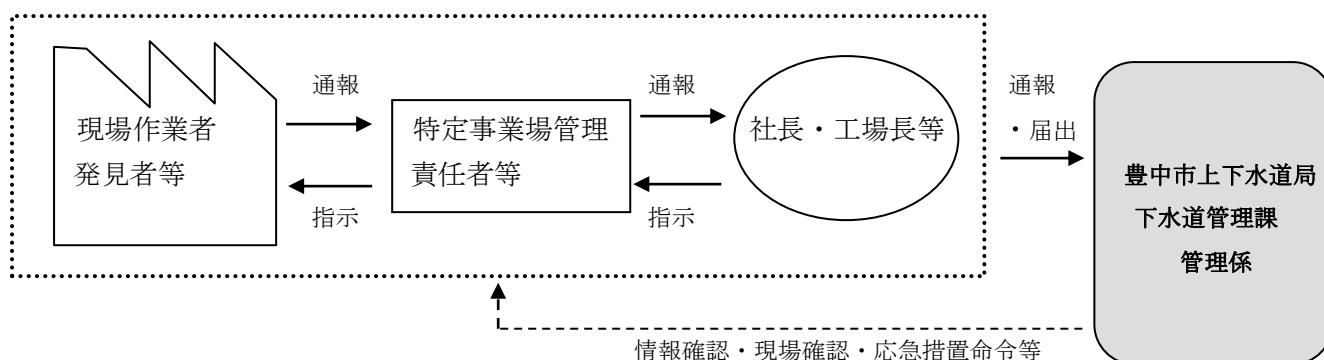 現場作業者
発見者等
通報
指示
特定事業場管理
責任者等
通報
指示
社長・工場長等
通報
・届出
豊中市上下水道局
下水道管理課
管理係
情報確認・現場確認・応急措置命令等